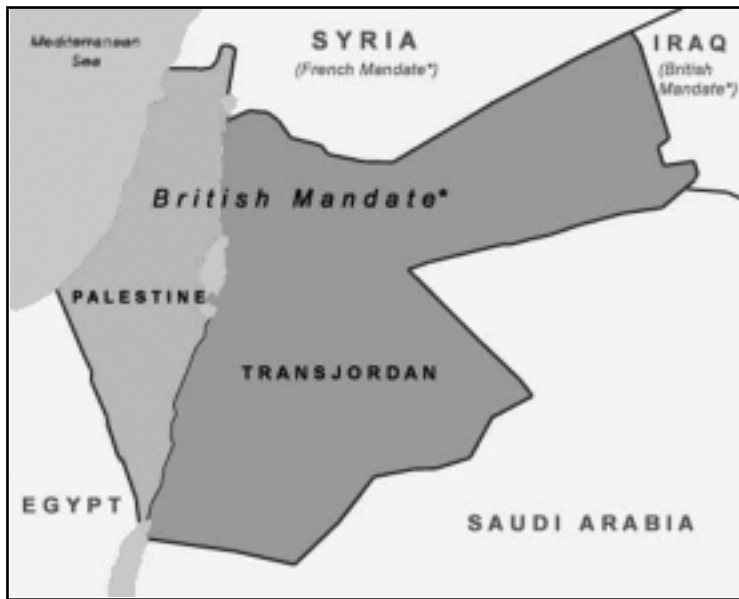 Mediterranean
Sea
SYRIA
(French Mandate*)
IRAQ
(British
Mandate*)
British Mandate*
PALESTINE
TRANSJORDAN
EGYPT
SAUDI ARABIA